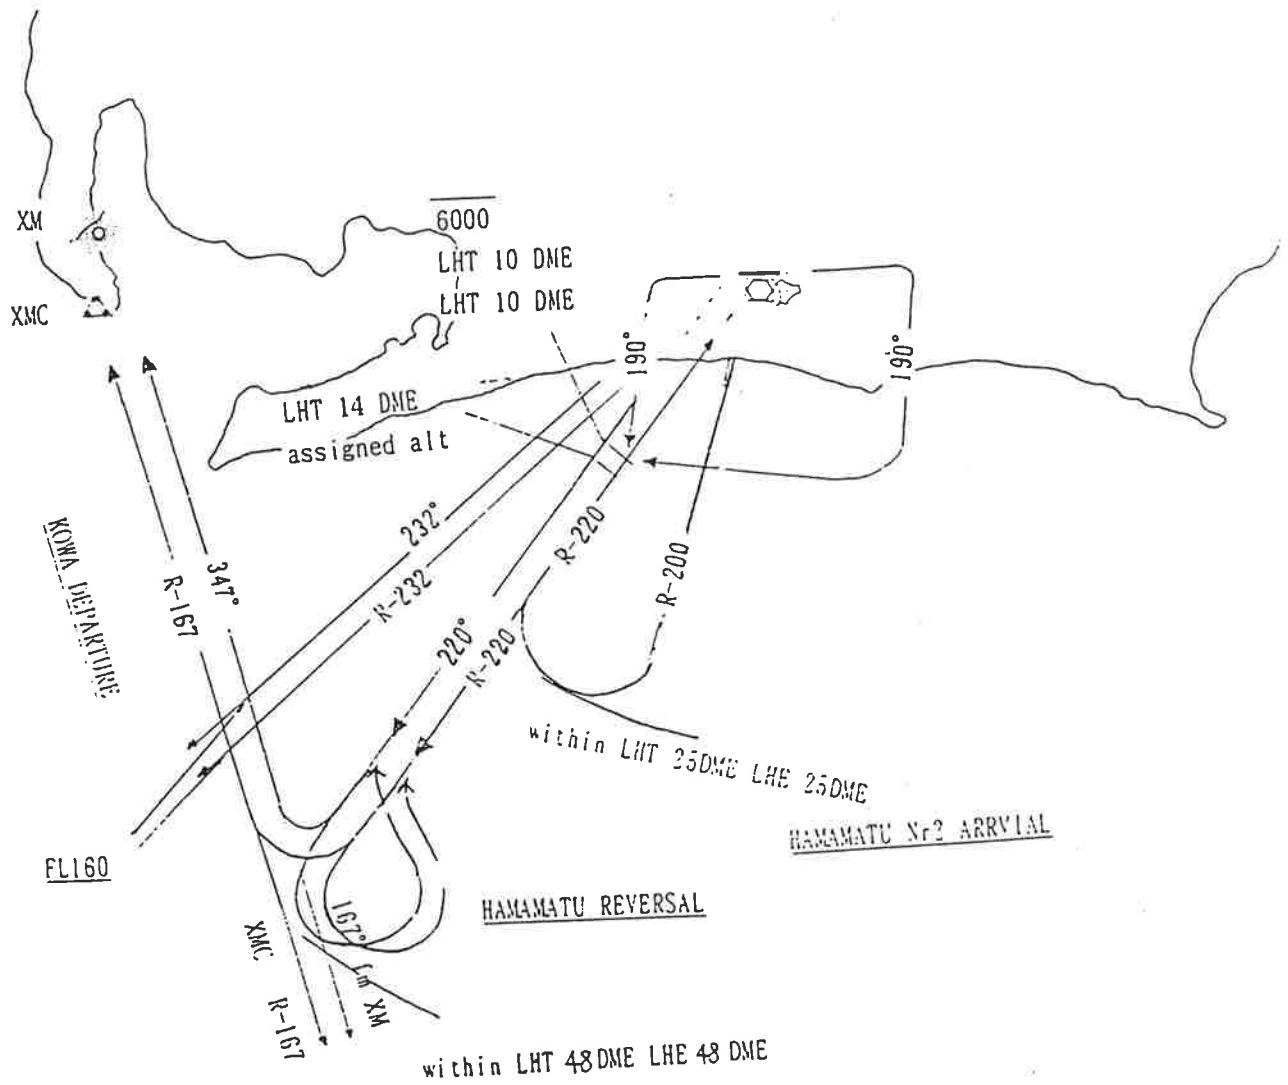 6000
XM
LHT 10 DME
LHT 10 DME
XMC
190°
190°
LHT 14 DME
assigned alt
232°
R-232
R-220
R-200
KOWA DEPARTURE
347°
R-167
220°
R-220
within LHT 25DME LHE 25DME
HAMAMATU Nr2 ARRVIAL
FL160
HAMAMATU REVERSAL
167° fm XM
XMC R-167
within LHT 48DME LHE 48 DME